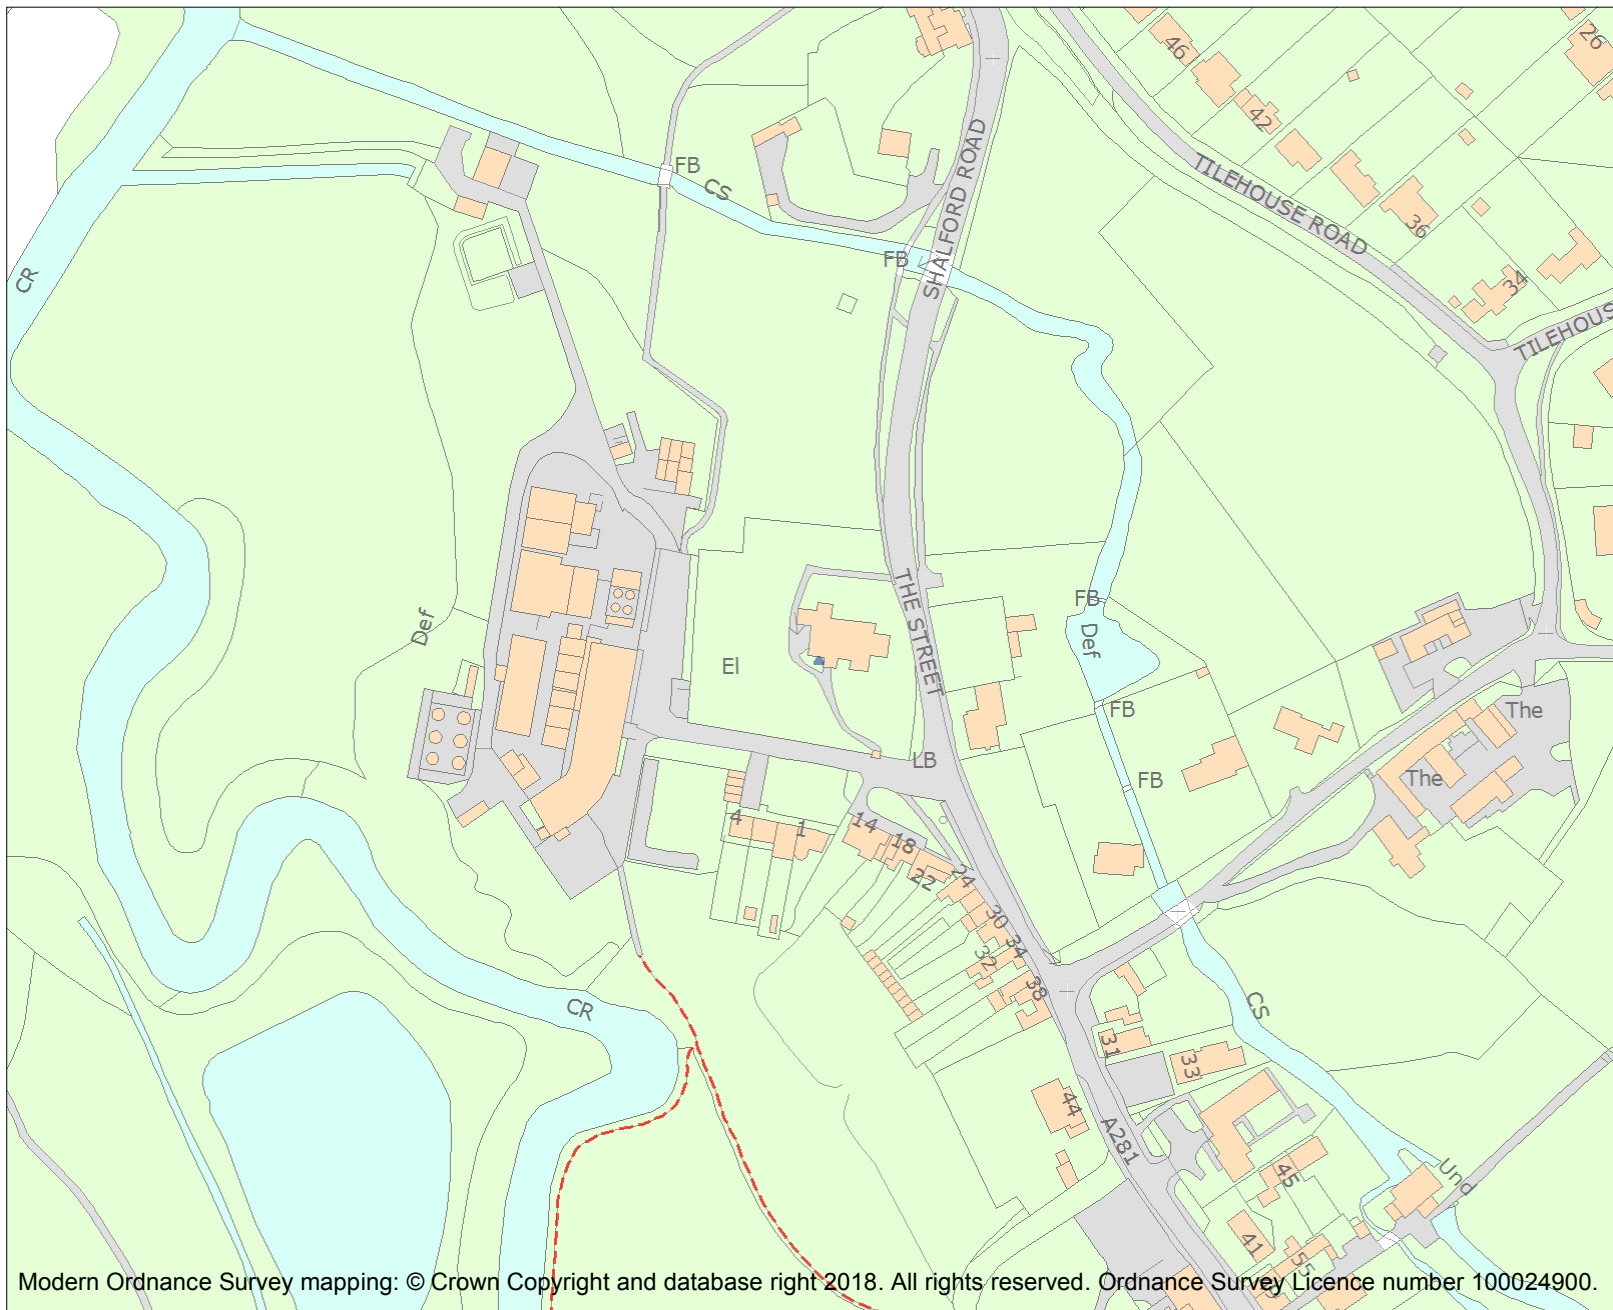 46
26
42
SHALFORD ROAD
TILEHOUSE ROAD
FB
CS
36
FB
CR
34
TILEHOUS
THE STREET
FB
Def
Def
El
FB
The
LB
FB
The
4
1
14
18
22
24
30
34
32
38
CR
CS
31
33
44
A281
45
Und
41
55
Modern Ordnance Survey mapping: © Crown Copyright and database right 2018. All rights reserved. Ordnance Survey Licence number 100024900.